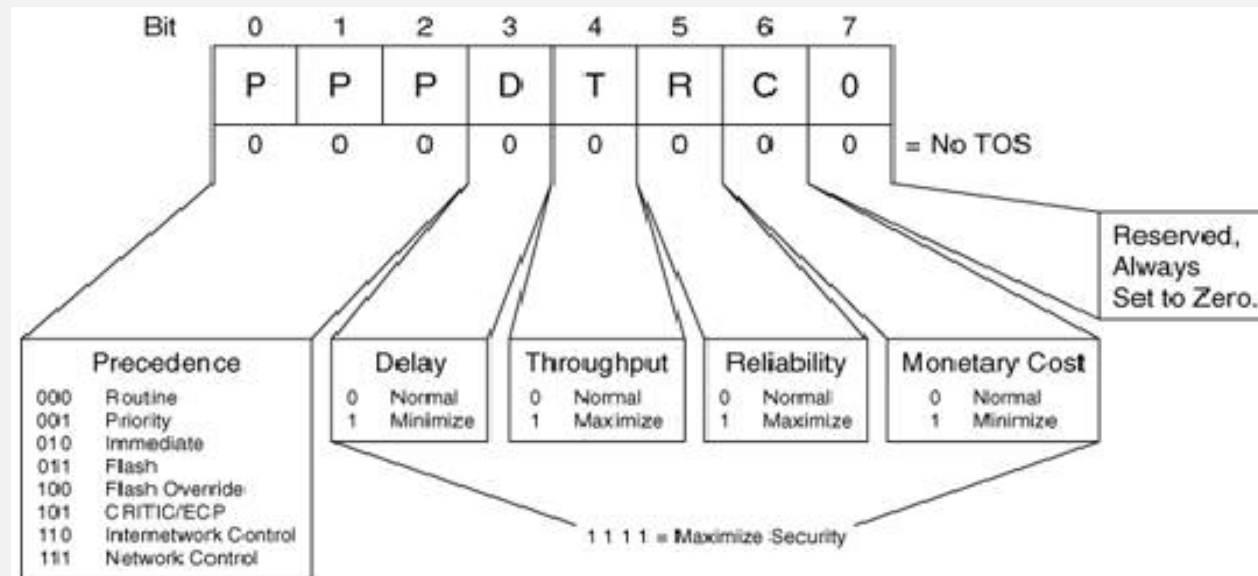 Bit 0 1 2 3 4 5 6 7
P P P D T R C 0
0 0 0 0 0 0 0 0 = No TOS
Reserved,
Always
Set to Zero.
Precedence
000 Routine
001 Priority
010 Immediate
011 Flash
100 Flash Override
101 CRITIC/ECP
110 Internetwork Control
111 Network Control
Delay
0 Normal
1 Minimize
Throughput
0 Normal
1 Maximize
Reliability
0 Normal
1 Maximize
Monetary Cost
0 Normal
1 Minimize
1 1 1 1 = Maximize Security